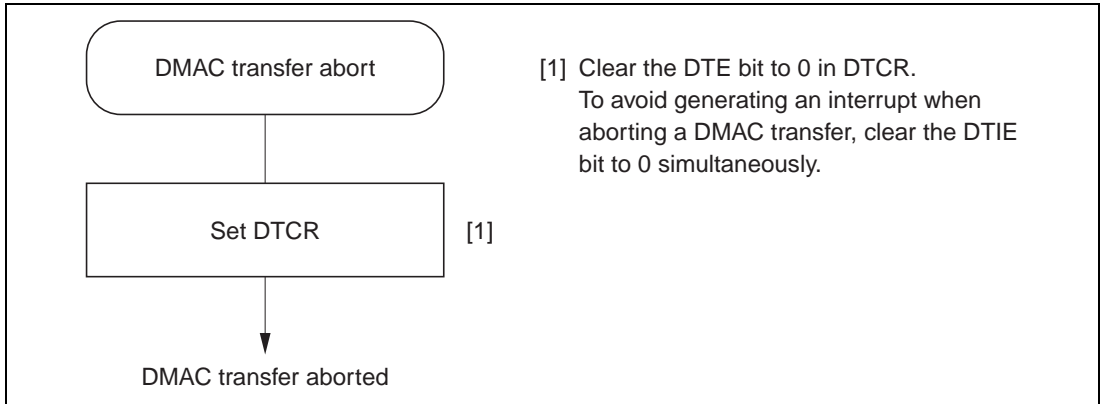 DMAC transfer abort
[1] Clear the DTE bit to 0 in DTCR.
To avoid generating an interrupt when
aborting a DMAC transfer, clear the DTIE
bit to 0 simultaneously.
Set DTCR
[1]
DMAC transfer aborted